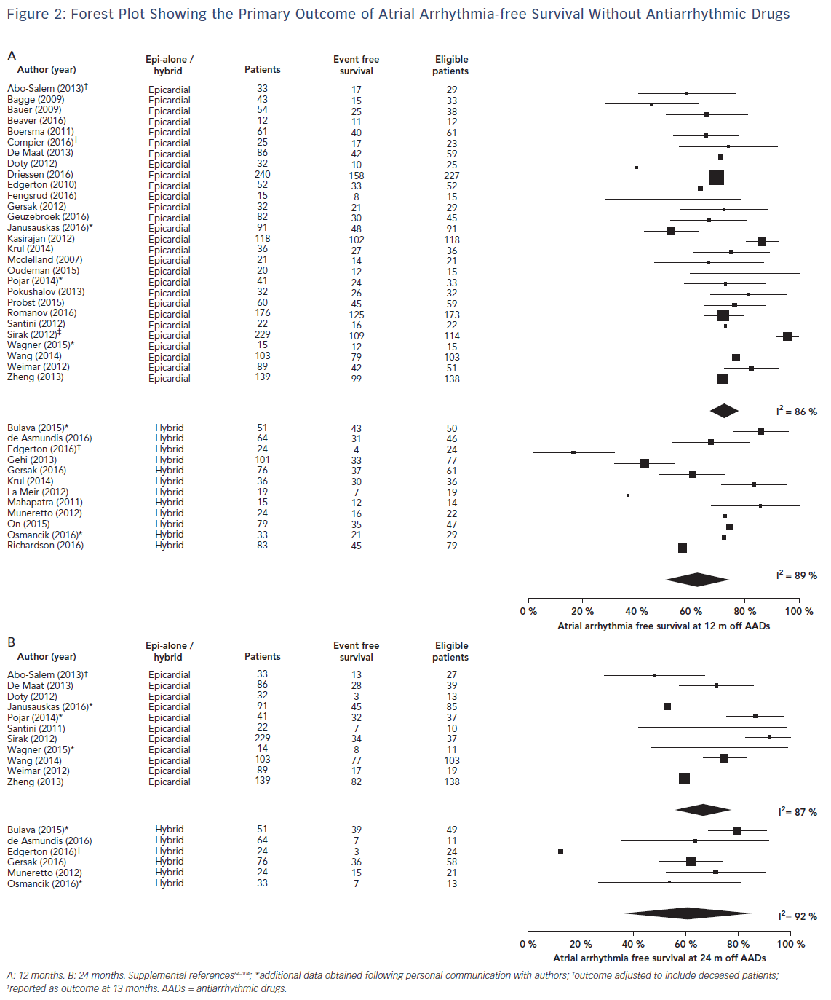 Figure 2: Forest Plot Showing the Primary Outcome of Atrial Arrhythmia-free Survival Without Antiarrhythmic Drugs
A
Author (year) Epi-alone / hybrid Patients Event free survival Eligible patients
Abo-Salem (2013)† Epicardial 33 17 29
Bagge (2009) Epicardial 43 15 33
Bauer (2009) Epicardial 54 25 38
Beaver (2016) Epicardial 12 11 12
Boersma (2011) Epicardial 61 40 61
Compier (2016)† Epicardial 25 17 23
De Maat (2013) Epicardial 86 42 59
Doty (2012) Epicardial 32 10 25
Driessen (2016) Epicardial 240 158 227
Edgerton (2010) Epicardial 52 33 52
Fengsrud (2016) Epicardial 15 8 15
Gersak (2012) Epicardial 32 21 29
Geuzebroek (2016) Epicardial 82 30 45
Janusauskas (2016)* Epicardial 91 48 91
Kasirajan (2012) Epicardial 118 102 118
Krul (2014) Epicardial 36 27 36
Mcclelland (2007) Epicardial 21 14 21
Oudeman (2015) Epicardial 20 12 15
Pojar (2014)* Epicardial 41 24 33
Pokushalov (2013) Epicardial 32 26 32
Probst (2015) Epicardial 60 45 59
Romanov (2016) Epicardial 176 125 173
Santini (2012) Epicardial 22 16 22
Sirak (2012)‡ Epicardial 229 109 114
Wagner (2015)* Epicardial 15 12 15
Wang (2014) Epicardial 103 79 103
Weimar (2012) Epicardial 89 42 51
Zheng (2013) Epicardial 139 99 138
I² = 86 %
Bulava (2015)* Hybrid 51 43 50
de Asmundis (2016) Hybrid 64 31 46
Edgerton (2016)† Hybrid 24 4 24
Gehi (2013) Hybrid 101 33 77
Gersak (2016) Hybrid 76 37 61
Krul (2014) Hybrid 36 30 36
La Meir (2012) Hybrid 19 7 19
Mahapatra (2011) Hybrid 15 12 14
Muneretto (2012) Hybrid 24 16 22
On (2015) Hybrid 79 35 47
Osmancik (2016)* Hybrid 33 21 29
Richardson (2016) Hybrid 83 45 79
I² = 89 %
0 % 20 % 40 % 60 % 80 % 100 %
Atrial arrhythmia free survival at 12 m off AADs
B
Author (year) Epi-alone / hybrid Patients Event free survival Eligible patients
Abo-Salem (2013)† Epicardial 33 13 27
De Maat (2013) Epicardial 86 28 39
Doty (2012) Epicardial 32 3 13
Janusauskas (2016)* Epicardial 91 45 85
Pojar (2014)* Epicardial 41 32 37
Santini (2011) Epicardial 22 7 10
Sirak (2012) Epicardial 229 34 37
Wagner (2015)* Epicardial 14 8 11
Wang (2014) Epicardial 103 77 103
Weimar (2012) Epicardial 89 17 19
Zheng (2013) Epicardial 139 82 138
I²= 87 %
Bulava (2015)* Hybrid 51 39 49
de Asmundis (2016) Hybrid 64 7 11
Edgerton (2016)† Hybrid 24 3 24
Gersak (2016) Hybrid 76 36 58
Muneretto (2012) Hybrid 24 15 21
Osmancik (2016)* Hybrid 33 7 13
I²= 92 %
0 % 20 % 40 % 60 % 80 % 100 %
Atrial arrhythmia free survival at 24 m off AADs
A: 12 months. B: 24 months. Supplemental references⁶⁴⁻¹⁰⁴; *additional data obtained following personal communication with authors; †outcome adjusted to include deceased patients;
‡reported as outcome at 13 months. AADs = antiarrhythmic drugs.